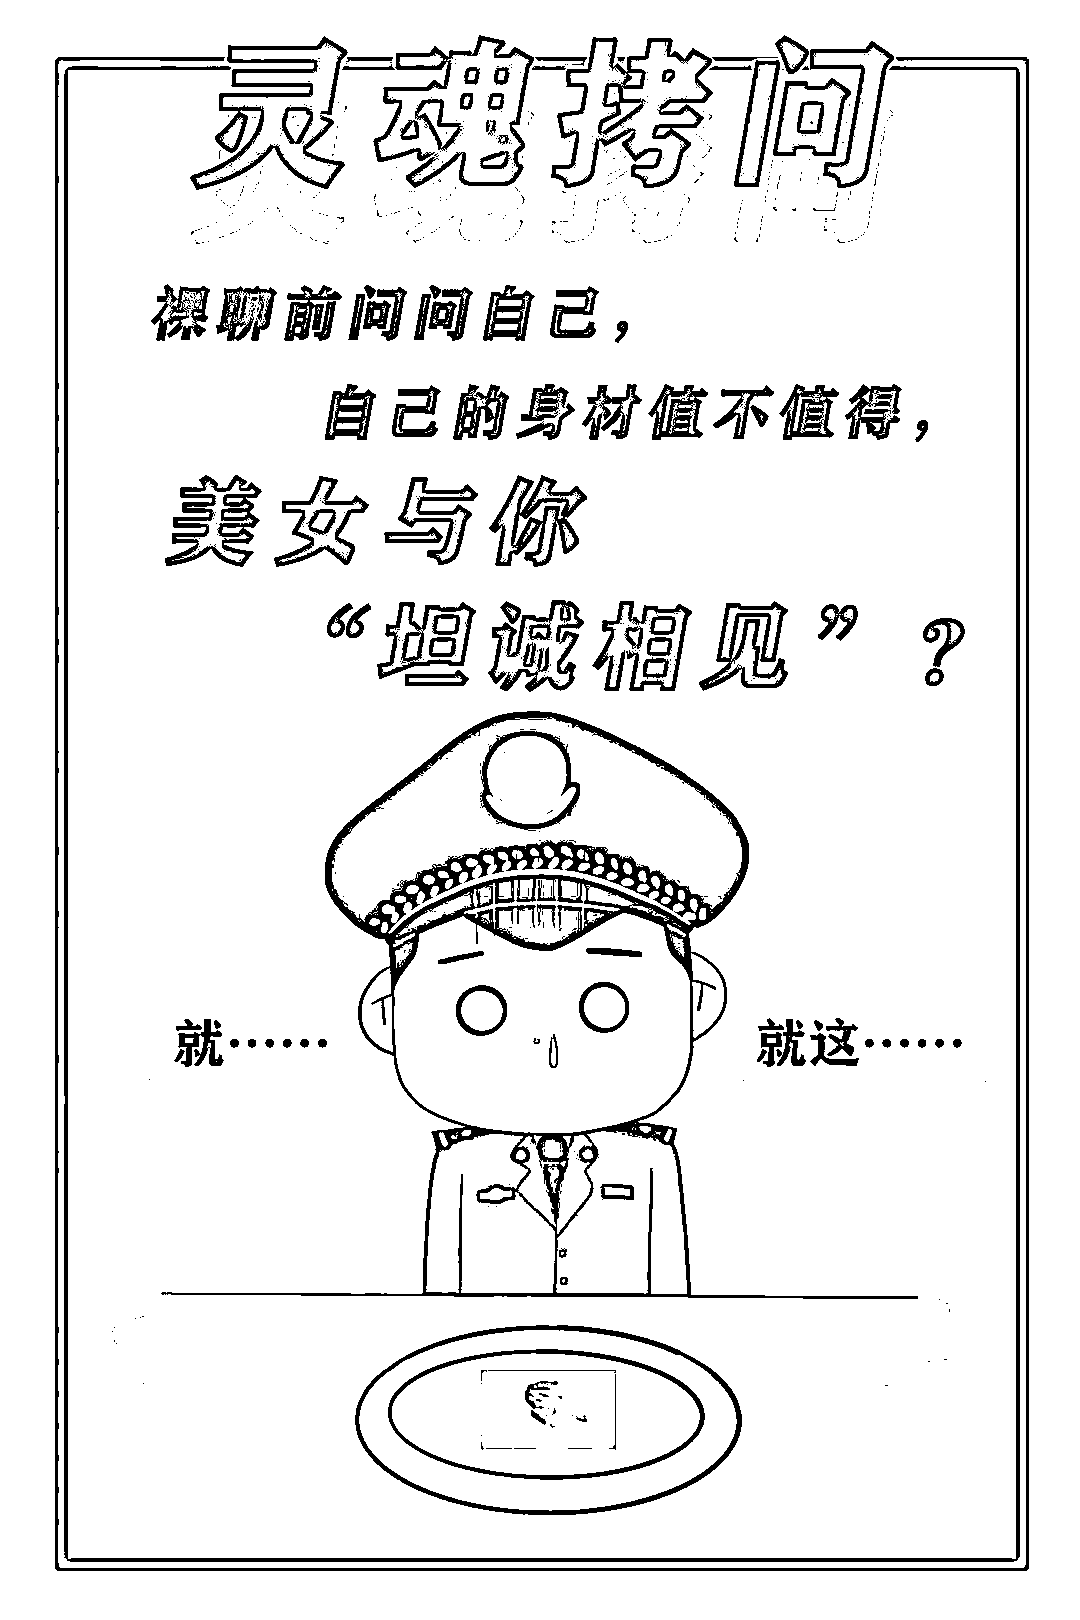 灵魂拷问
裸聊前问问自己，
自己的身材值不值得，
美女与你
“坦诚相见”？
就……
就这……